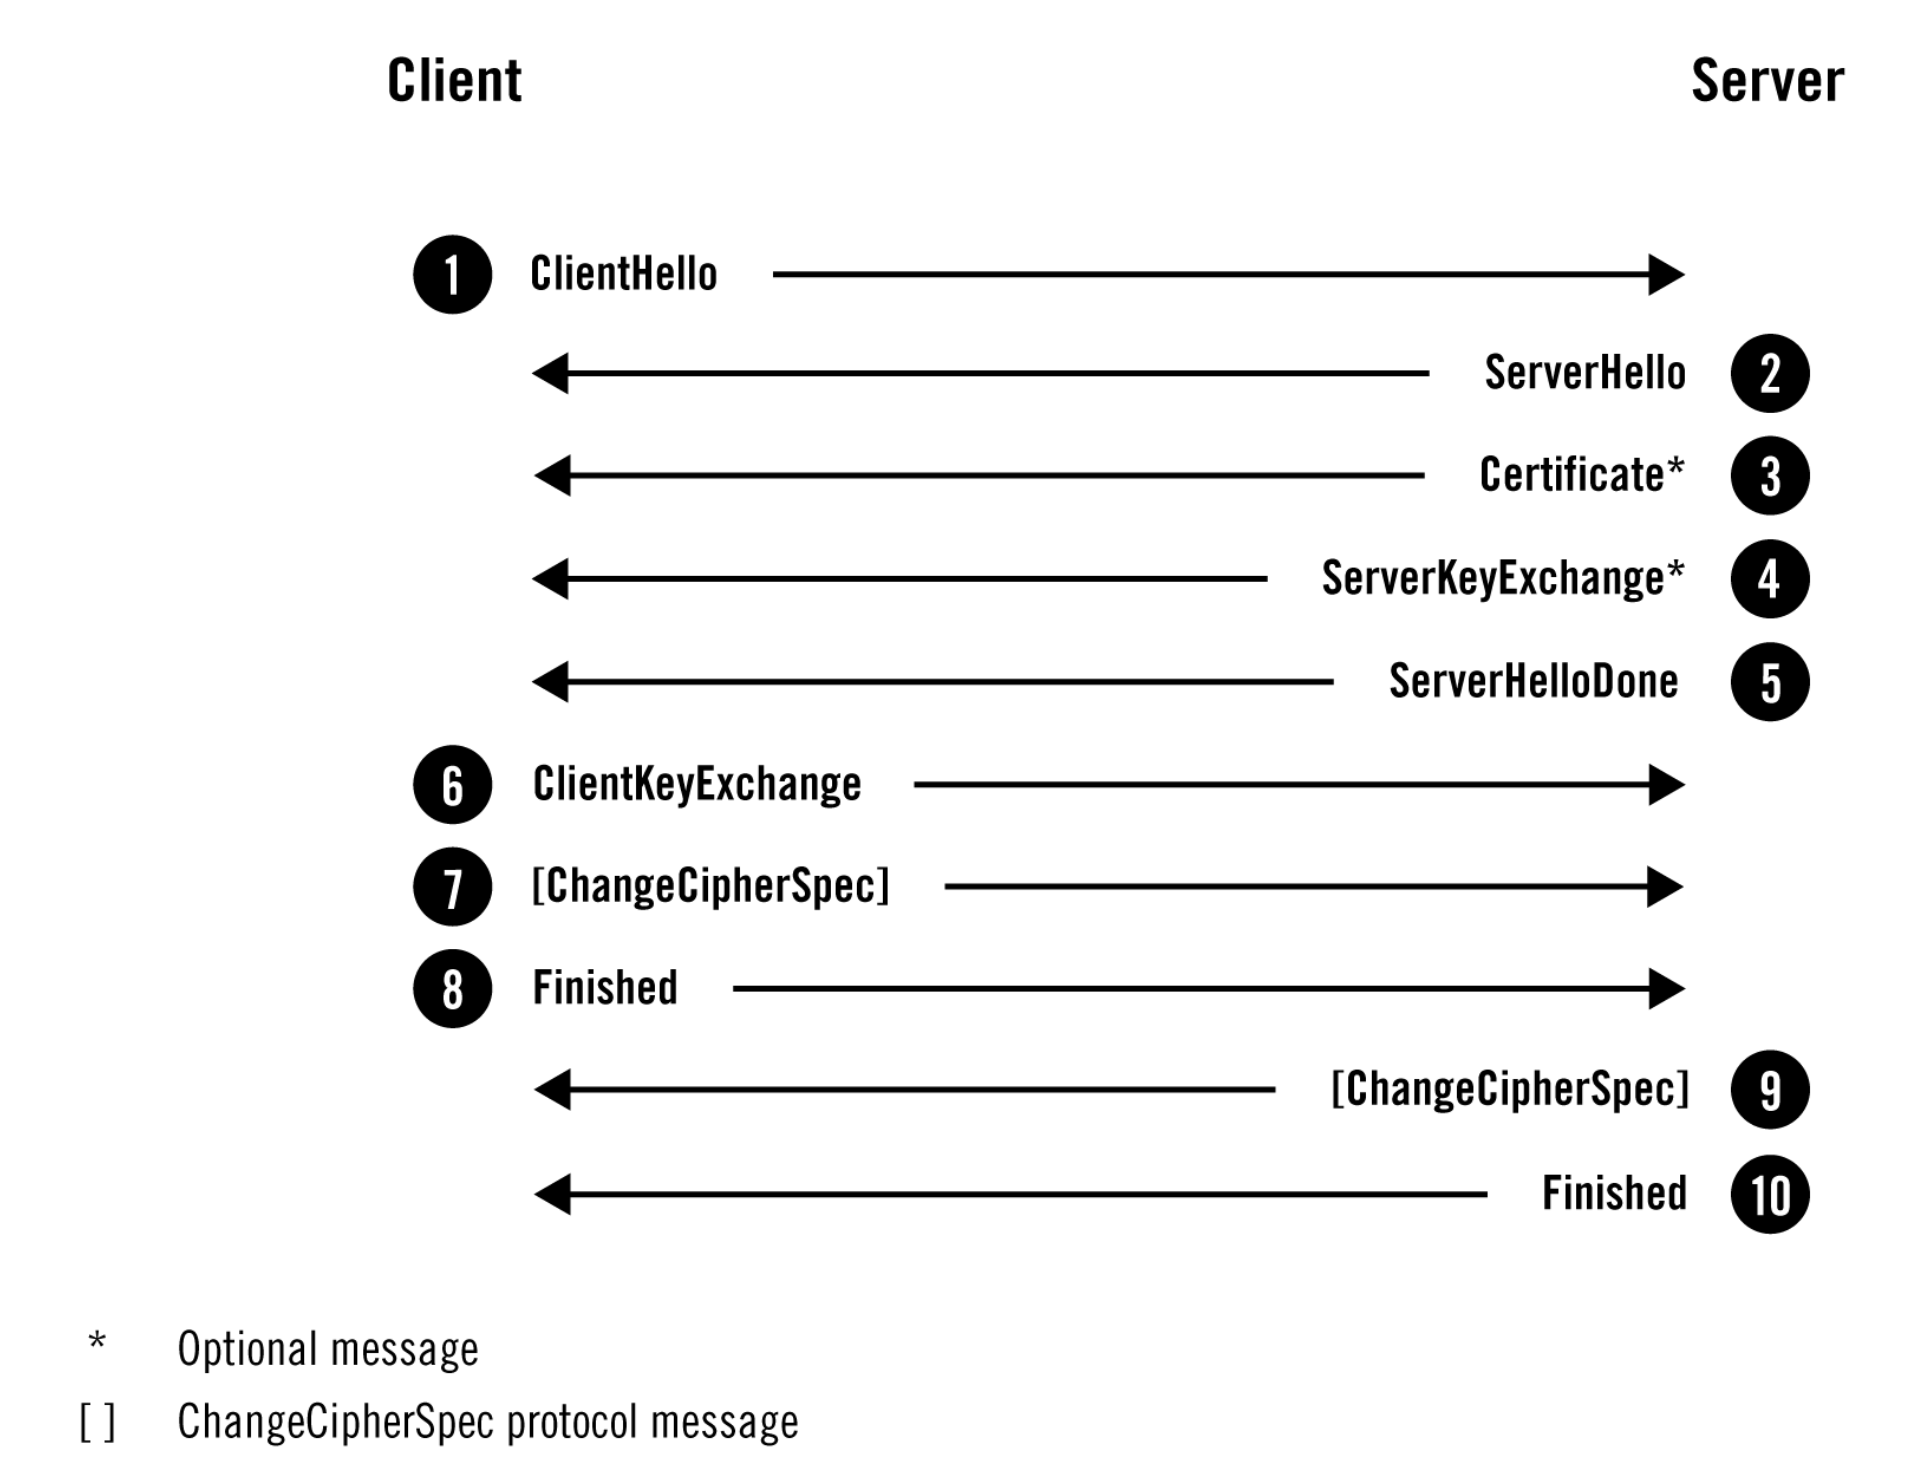 Client Server
1 ClientHello
ServerHello 2
Certificate* 3
ServerKeyExchange* 4
ServerHelloDone 5
6 ClientKeyExchange
7 [ChangeCipherSpec]
8 Finished
[ChangeCipherSpec] 9
Finished 10
* Optional message
[ ] ChangeCipherSpec protocol message